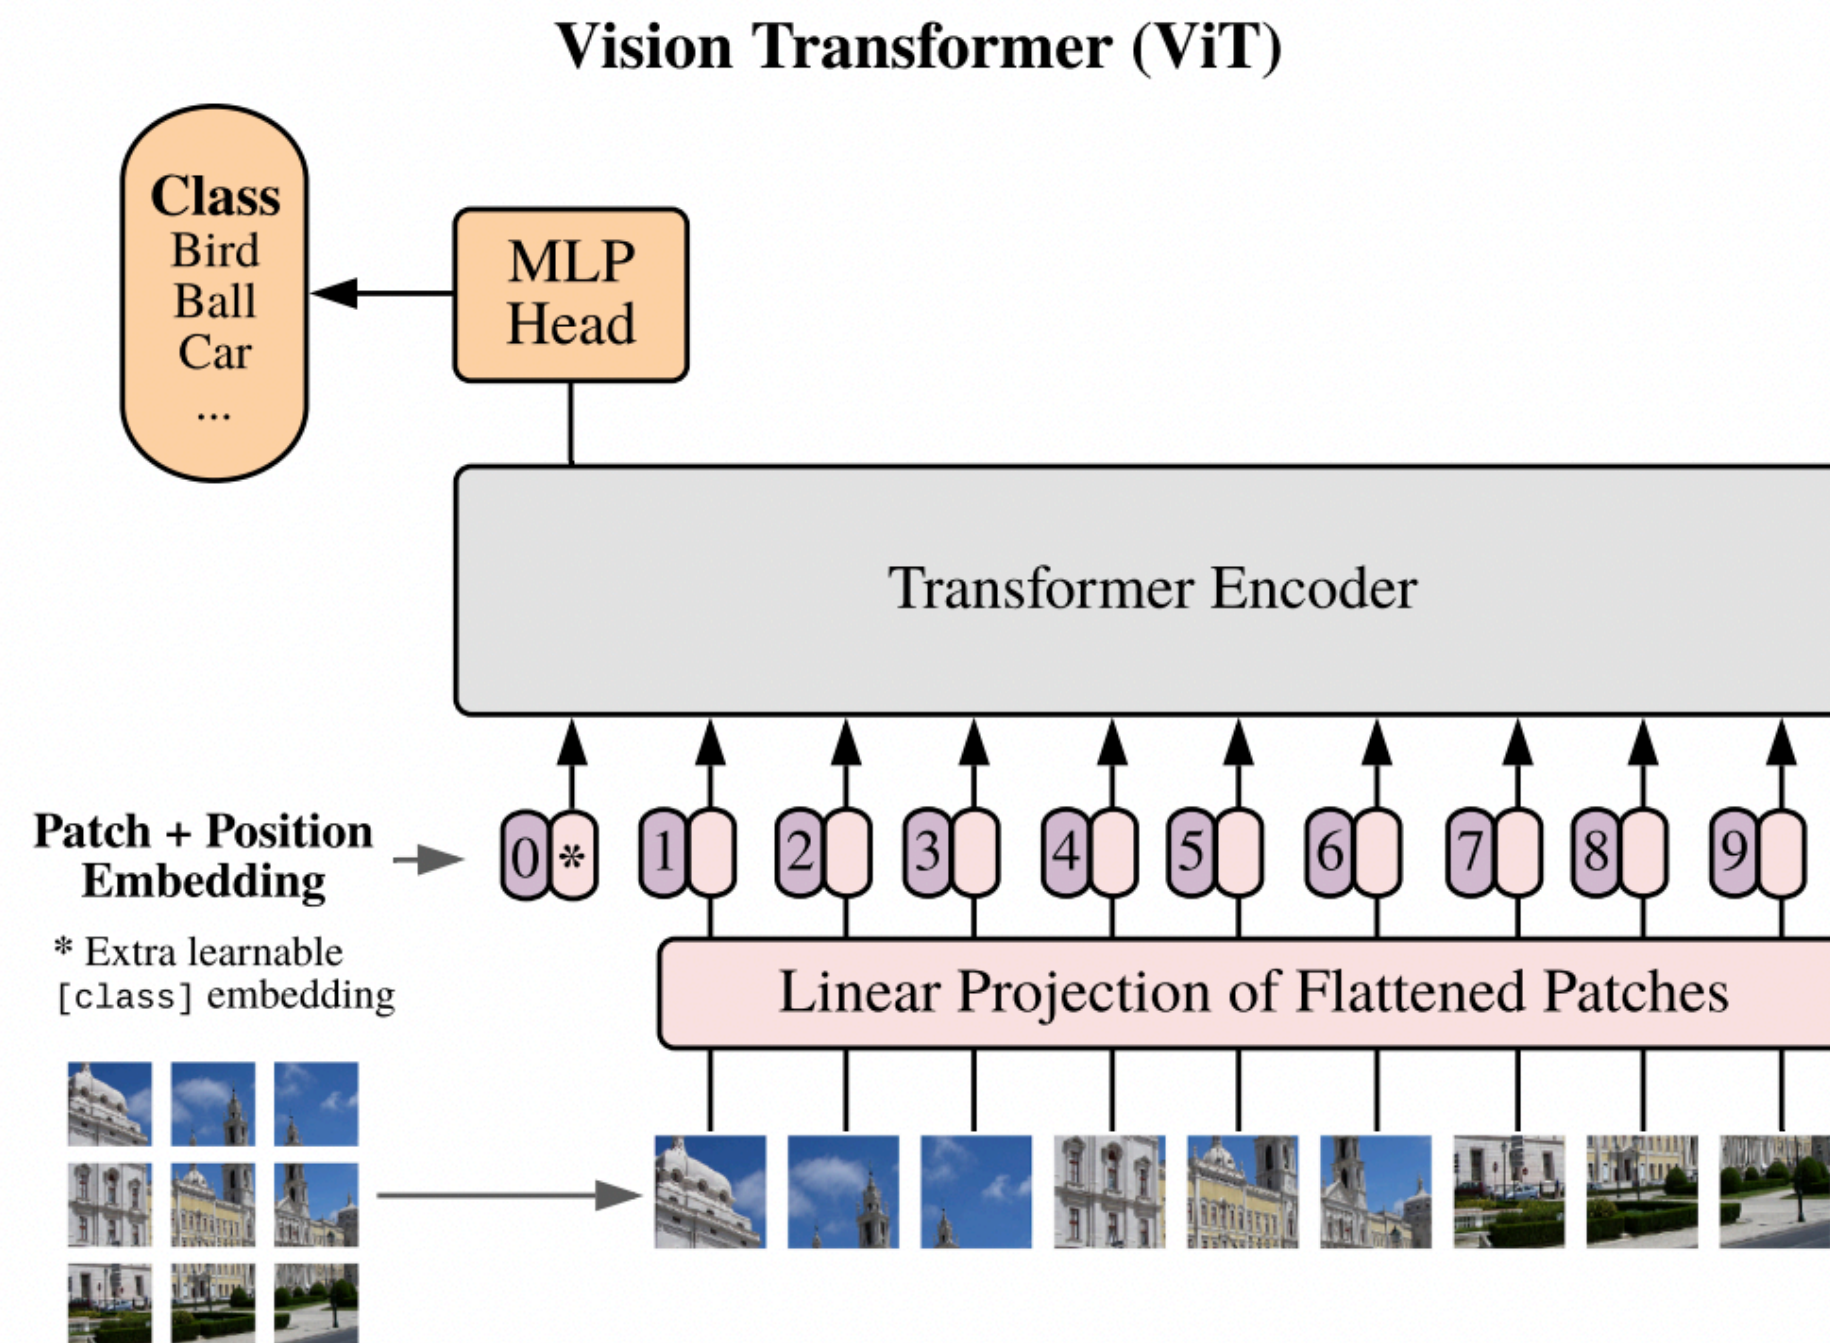 Vision Transformer (ViT)
Class
Bird
Ball
Car
...
MLP
Head
Transformer Encoder
Patch + Position
Embedding
0 * 1 2 3 4 5 6 7 8 9
* Extra learnable
[class] embedding
Linear Projection of Flattened Patches